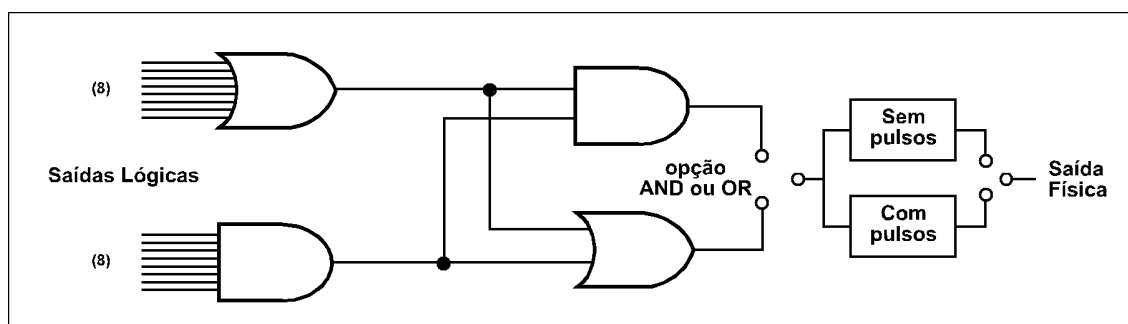 (8)
Saídas Lógicas
(8)
opção
AND ou OR
Sem
pulsos
Com
pulsos
Saída
Física